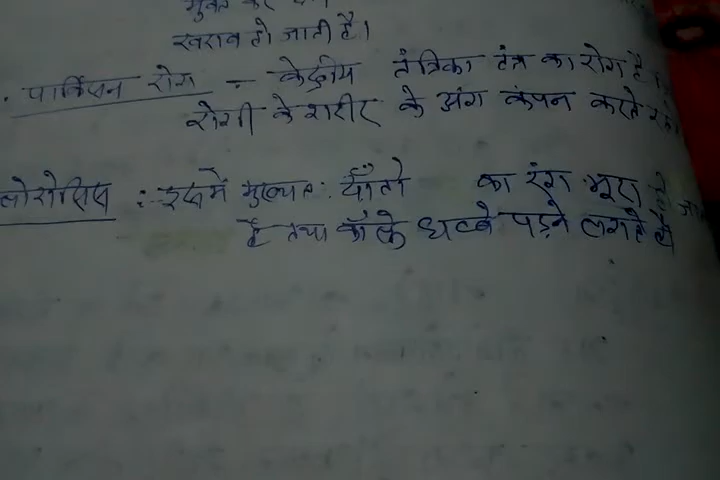 खराब हो जाती है।
पार्किंसन रोग :- केन्द्रीय तंत्रिका तंत्र का रोग है
रोगी के शरीर के अंग कंपन करते
लोरोसिस :- इसमें मुख्यत: दाँतो का रंग भूरा हो जा
है तथा काँले धब्बे पड़ने लगते है